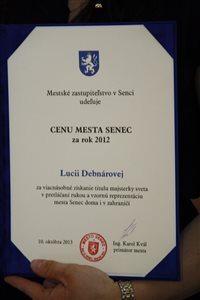 Mestské zastupiteľstvo v Senci
udeľuje
CENU MESTA SENEC
za rok 2012
Lucii Debnárovej
za viacnásobné získanie titulu majsterky sveta
v pretláčaní rukou a vzornú reprezentáciu
mesta Senec doma i v zahraničí
10. októbra 2013
Ing. Karol Kvál
primátor mesta